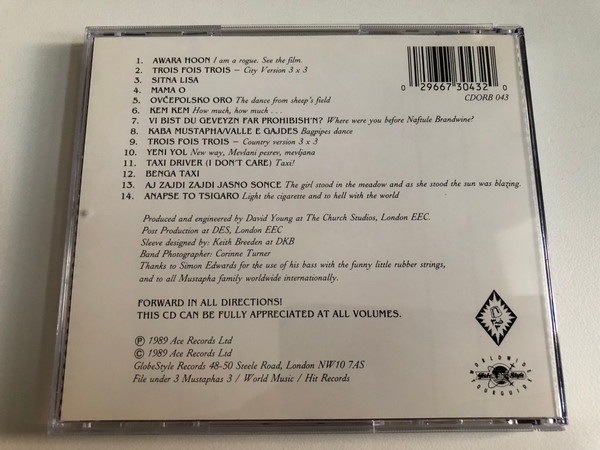 1. AWARA HOON I am a rogue. See the film.
2. TROIS FOIS TROIS – City Version 3 x 3
3. SITNA LISA
4. MAMA O
5. OVČEPOLSKO ORO The dance from sheep's field
6. KEM KEM How much, how much . . .
7. VI BIST DU GEVEYZN FAR PROHIBISH'N? Where were you before Naftule Brandwine?
8. KABA MUSTAPHA/VALLE E GAJDES Bagpipes dance
9. TROIS FOIS TROIS – Country version 3 x 3
10. YENI YOL New way, Mevlani pesrev, mevljana
11. TAXI DRIVER (I DON'T CARE) Taxi!
12. BENGA TAXI
13. AJ ZAJDI ZAJDI JASNO SONCE The girl stood in the meadow and as she stood the sun was blazing.
14. ANAPSE TO TSIGARO Light the cigarette and to hell with the world
0 29667 30432 0
CDORB 043
Produced and engineered by David Young at The Church Studios, London EEC.
Post Production at DES, London EEC
Sleeve designed by: Keith Breeden at DKB
Band Photographer: Corinne Turner
Thanks to Simon Edwards for the use of his bass with the funny little rubber strings,
and to all Mustapha family worldwide internationally.
FORWARD IN ALL DIRECTIONS!
THIS CD CAN BE FULLY APPRECIATED AT ALL VOLUMES.
℗ 1989 Ace Records Ltd
© 1989 Ace Records Ltd
GlobeStyle Records 48-50 Steele Road, London NW10 7AS
File under 3 Mustaphas 3 / World Music / Hit Records
WORLDWIDE
YOUR GUIDE